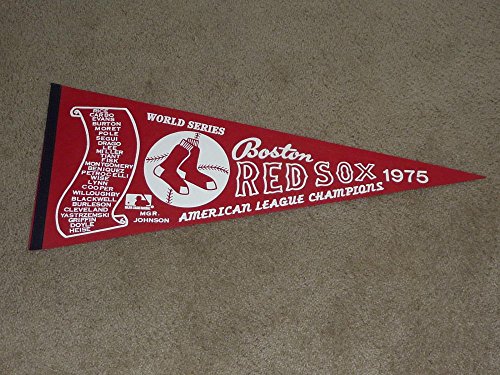 RICE
CARBO
EVANS
BURTON
MORET
POLE
SEGUI
DRAGO
LEE
MILLER
TIANT
FISK
MONTGOMERY
BENIQUEZ
PETROCELLI
WISE
LYNN
COOPER
WILLOUGHBY
BLACKWELL
BURLESON
CLEVELAND
YASTRZEMSKI
GRIFFIN
DOYLE
HEISE
WORLD SERIES
MGR.
JOHNSON
Boston
RED SOX 1975
AMERICAN LEAGUE CHAMPIONS